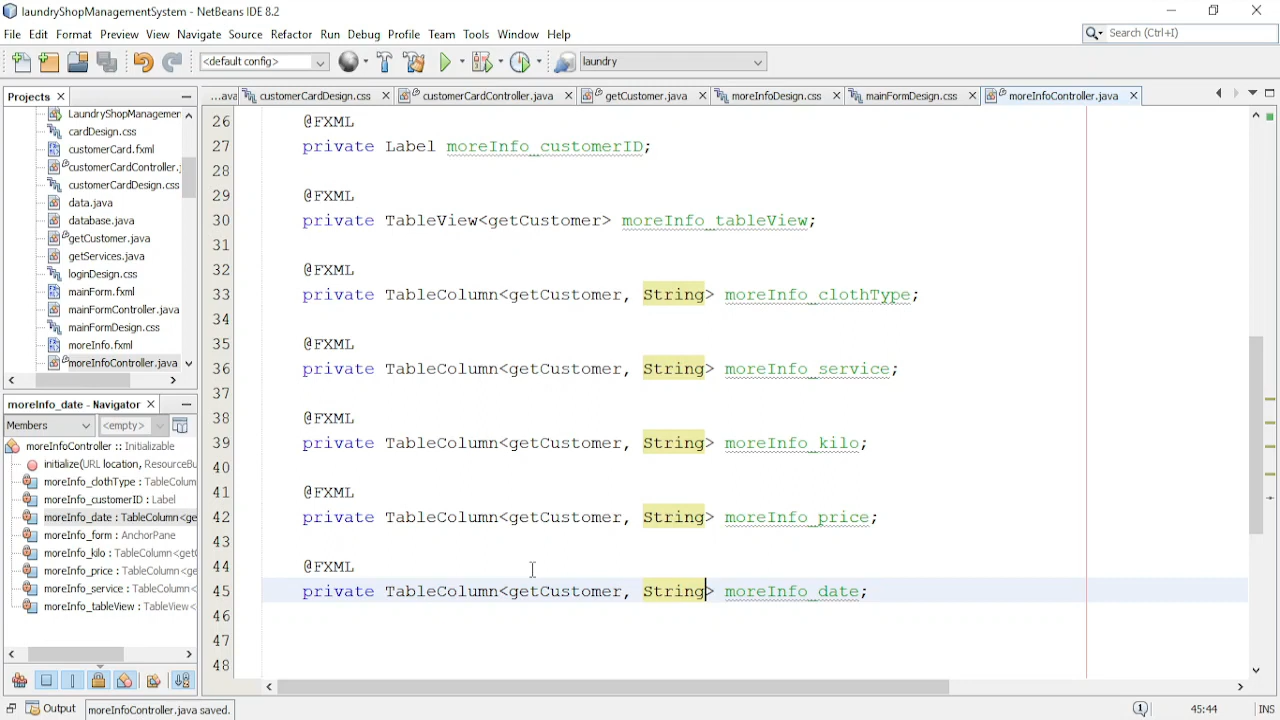 laundryShopManagementSystem - NetBeans IDE 8.2
File Edit Format Preview View Navigate Source Refactor Run Debug Profile Team Tools Window Help
Search (Ctrl+I)
<default config>
laundry
Projects
...ava
customerCardDesign.css
customerCardController.java
getCustomer.java
moreInfoDesign.css
mainFormDesign.css
moreInfoController.java
LaundryShopManagemer
cardDesign.css
customerCard.fxml
customerCardController.j
customerCardDesign.css
data.java
database.java
getCustomer.java
getServices.java
loginDesign.css
mainForm.fxml
mainFormController.java
mainFormDesign.css
moreInfo.fxml
moreInfoController.java
moreInfo_date - Navigator
Members
<empty>
moreInfoController :: Initializable
initialize(URL location, ResourceBu
moreInfo_clothType : TableColum
moreInfo_customerID : Label
moreInfo_date : TableColumn<ge
moreInfo_form : AnchorPane
moreInfo_kilo : TableColumn<get
moreInfo_price : TableColumn<ge
moreInfo_service : TableColumn<
moreInfo_tableView : TableView<
26 @FXML
27 private Label moreInfo_customerID;
28
29 @FXML
30 private TableView<getCustomer> moreInfo_tableView;
31
32 @FXML
33 private TableColumn<getCustomer, String> moreInfo_clothType;
34
35 @FXML
36 private TableColumn<getCustomer, String> moreInfo_service;
37
38 @FXML
39 private TableColumn<getCustomer, String> moreInfo_kilo;
40
41 @FXML
42 private TableColumn<getCustomer, String> moreInfo_price;
43
44 @FXML
45 private TableColumn<getCustomer, String> moreInfo_date;
46
47
48
Output
moreInfoController.java saved.
45:44
INS